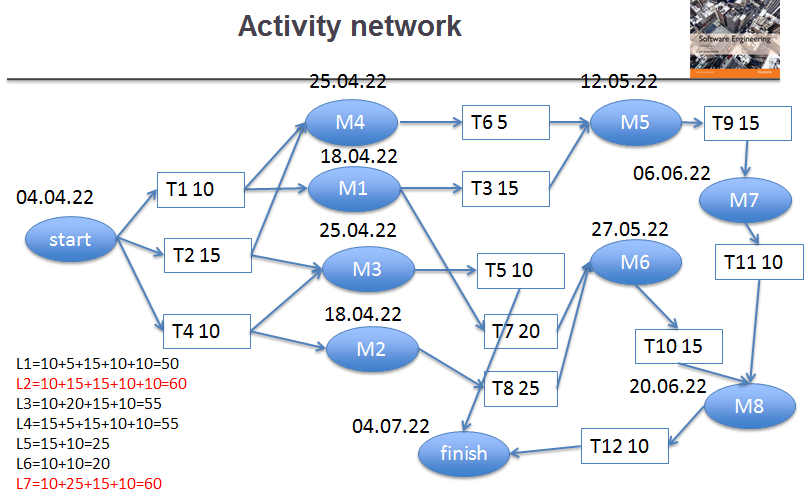 Activity network
Software Engineering
25.04.22
12.05.22
M4
T6 5
M5
T9 15
18.04.22
04.04.22
T1 10
M1
T3 15
06.06.22
M7
start
T2 15
25.04.22
27.05.22
M3
T5 10
M6
T11 10
18.04.22
T4 10
M2
T7 20
T10 15
T8 25
20.06.22
M8
04.07.22
finish
T12 10
L1=10+5+15+10+10=50
L2=10+15+15+10+10=60
L3=10+20+15+10=55
L4=15+5+15+10+10=55
L5=15+10=25
L6=10+10=20
L7=10+25+15+10=60